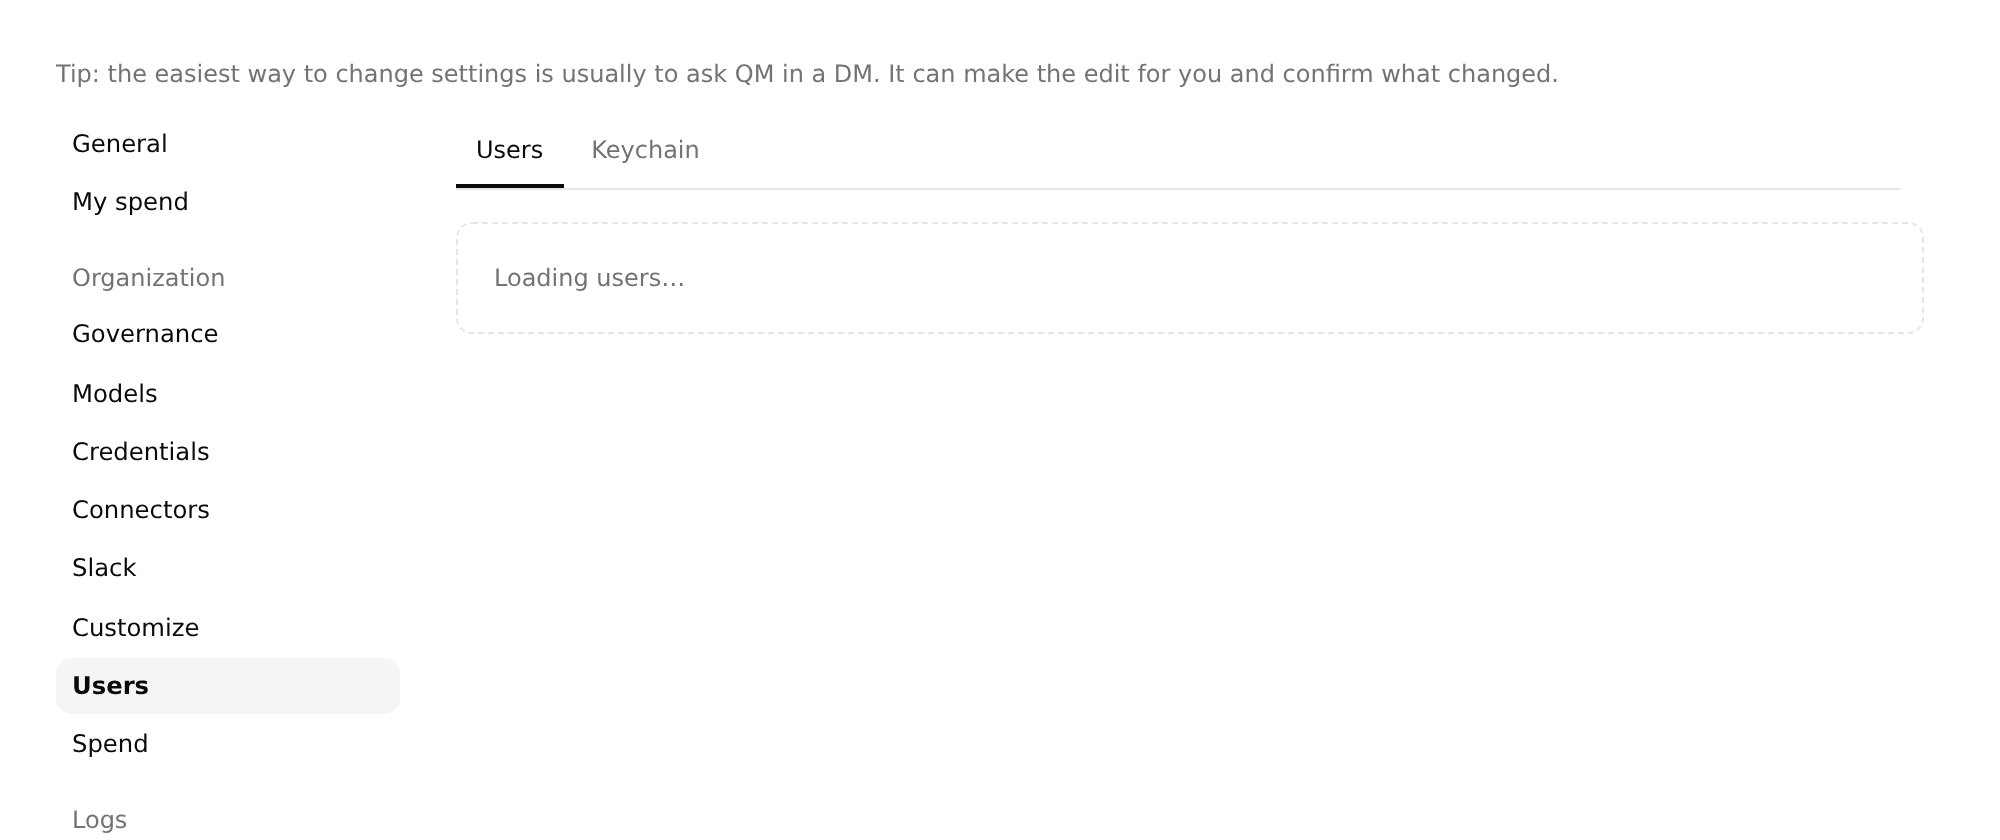 Tip: the easiest way to change settings is usually to ask QM in a DM. It can make the edit for you and confirm what changed.
General
My spend
Organization
Governance
Models
Credentials
Connectors
Slack
Customize
Users
Spend
Logs
Users Keychain
Loading users…